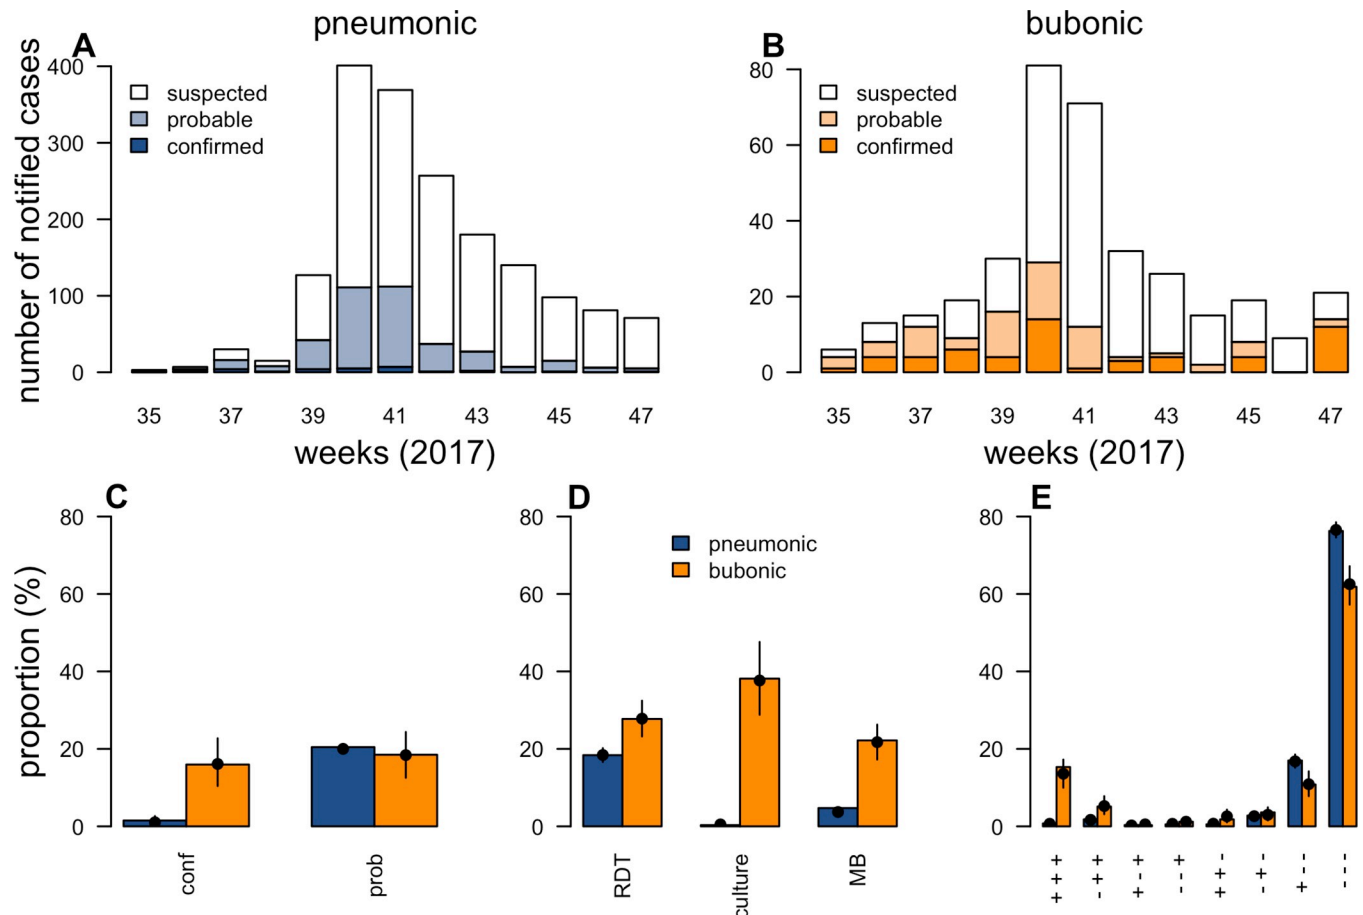 pneumonic
bubonic
A
B
number of notified cases
400
300
200
100
0
suspected
probable
confirmed
35 37 39 41 43 45 47
weeks (2017)
80
60
40
20
0
suspected
probable
confirmed
35 37 39 41 43 45 47
weeks (2017)
C
D
E
proportion (%)
80
60
40
20
0
conf prob
80
60
40
20
0
pneumonic
bubonic
RDT culture MB
80
60
40
20
0
+ + +
- + +
+ - +
- - +
+ + -
- + -
+ - -
- - -